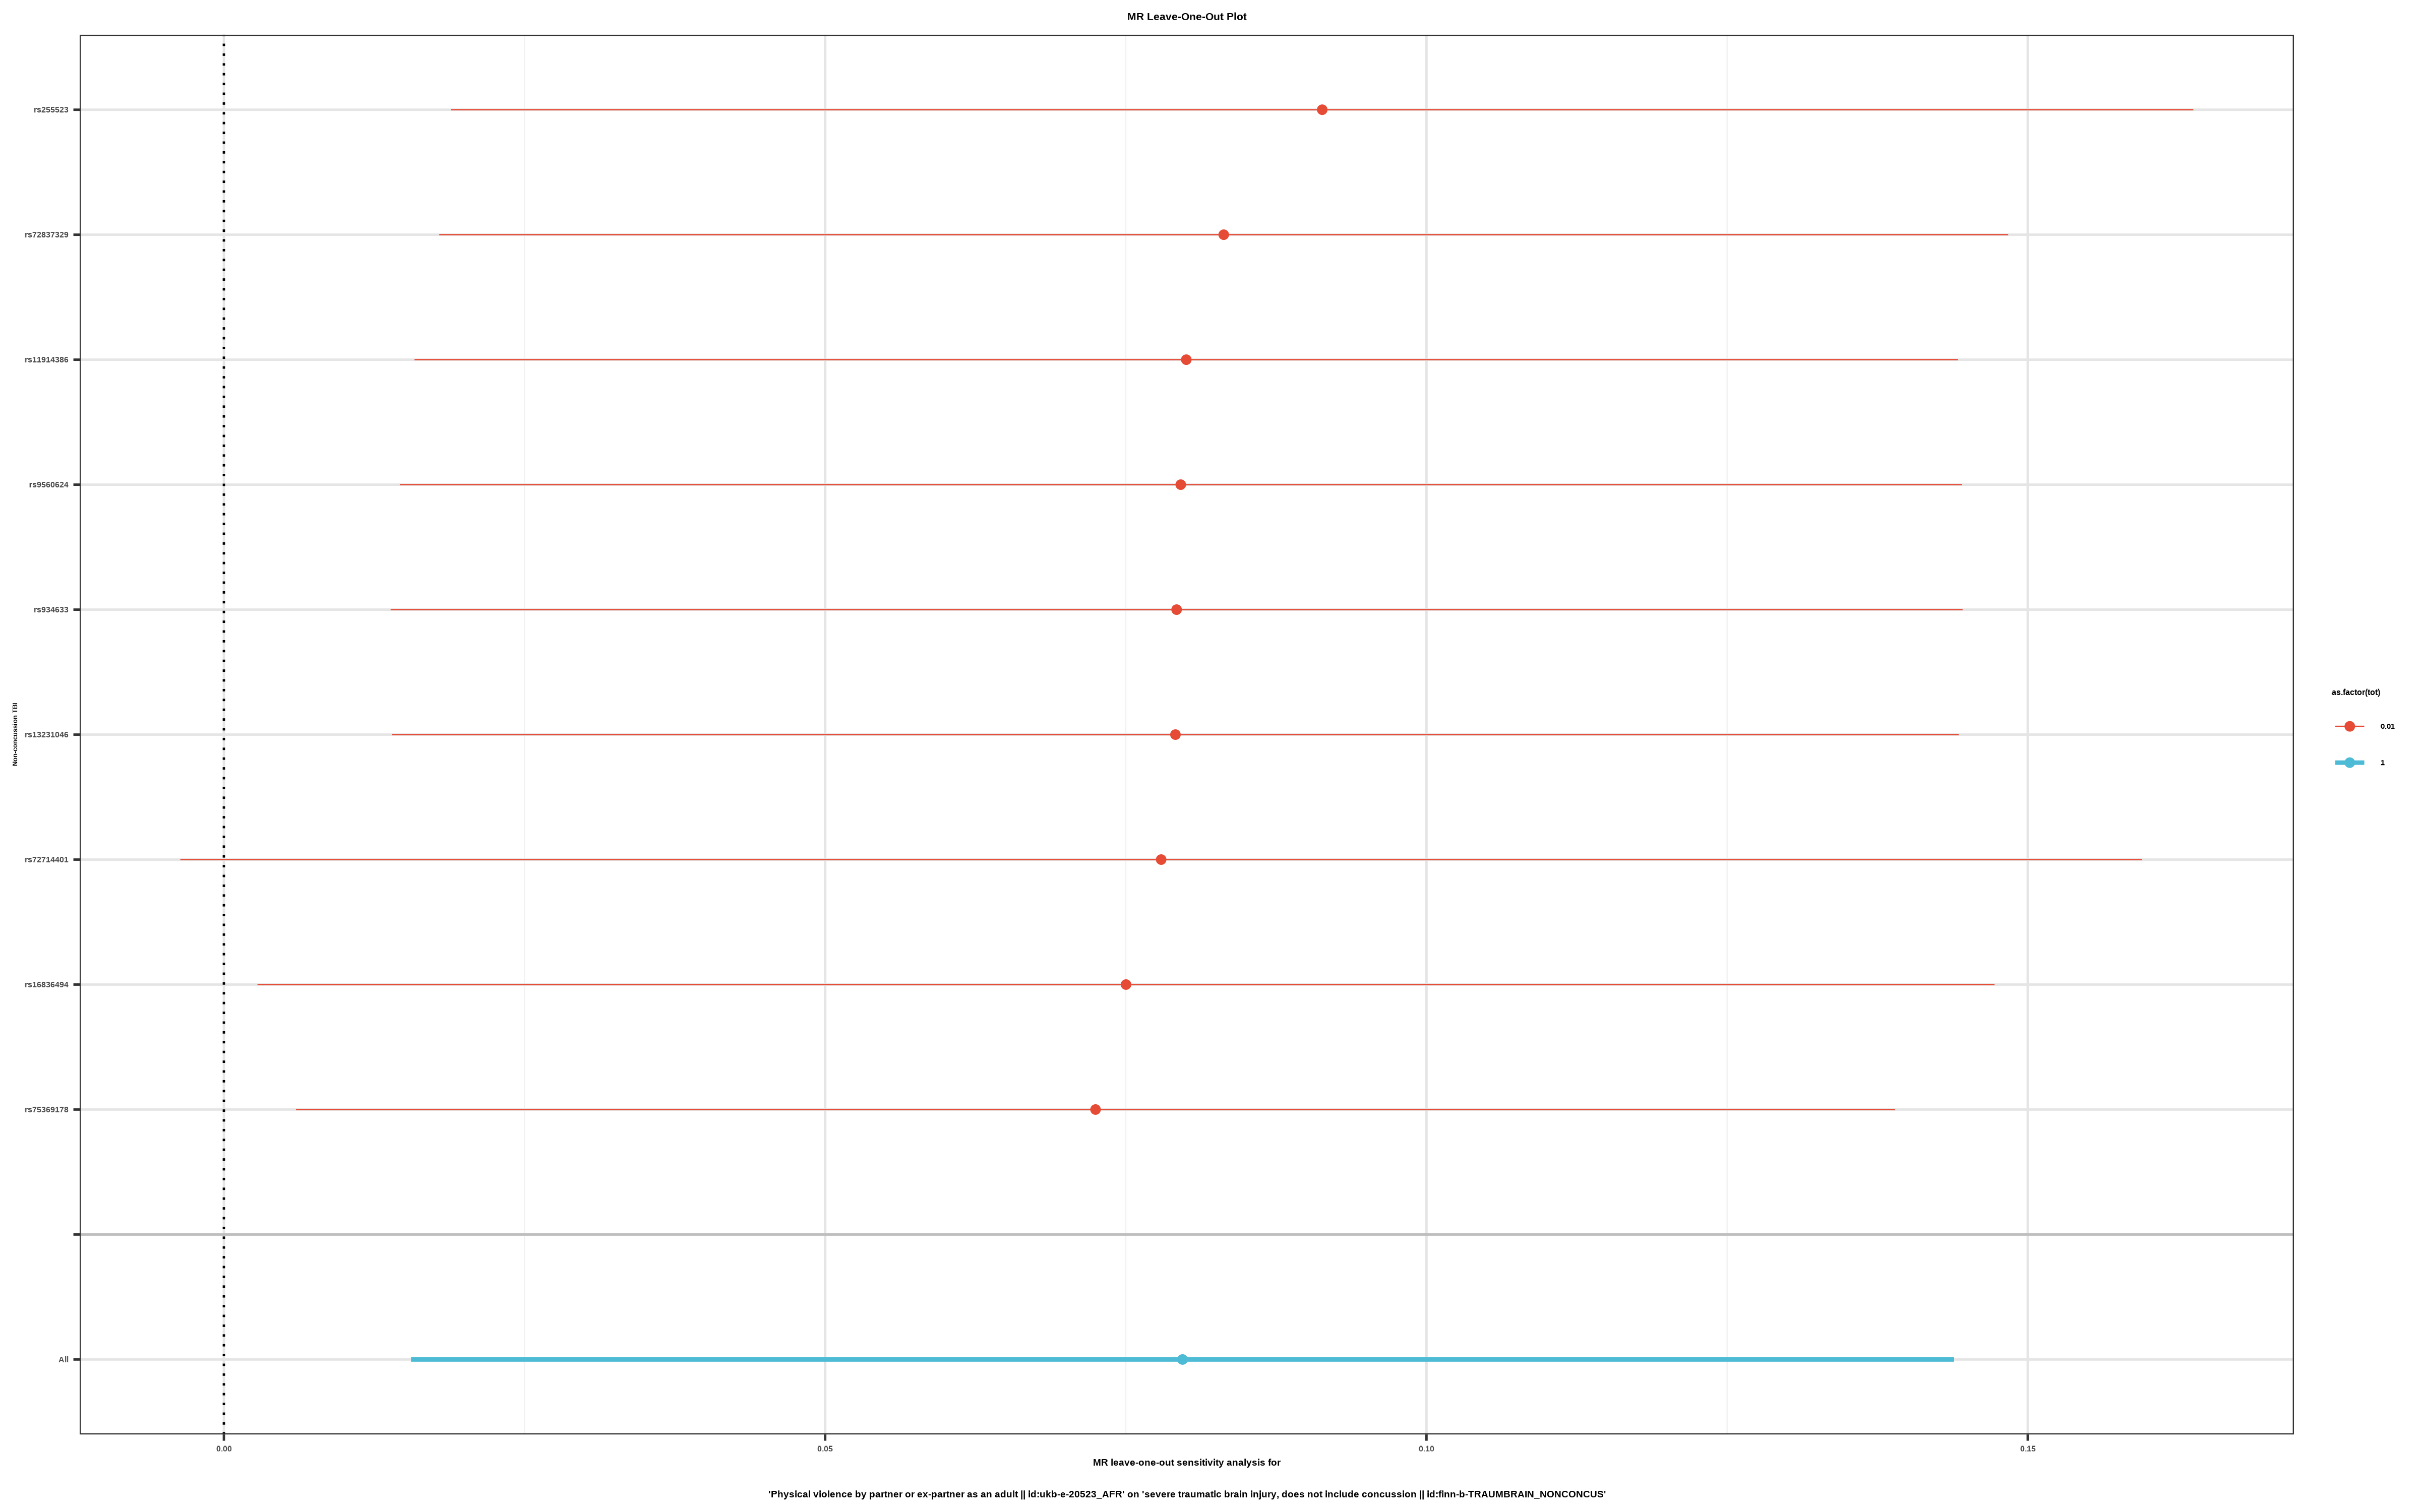 MR Leave-One-Out Plot
rs255523
rs72837329
rs11914386
rs9560624
rs934633
rs13231046
rs72714401
rs16836494
rs75369178
All
Non-concussion TBI
0.00
0.05
0.10
0.15
MR leave-one-out sensitivity analysis for
'Physical violence by partner or ex-partner as an adult || id:ukb-e-20523_AFR' on 'severe traumatic brain injury, does not include concussion || id:finn-b-TRAUMBRAIN_NONCONCUS'
as.factor(tot)
0.01
1